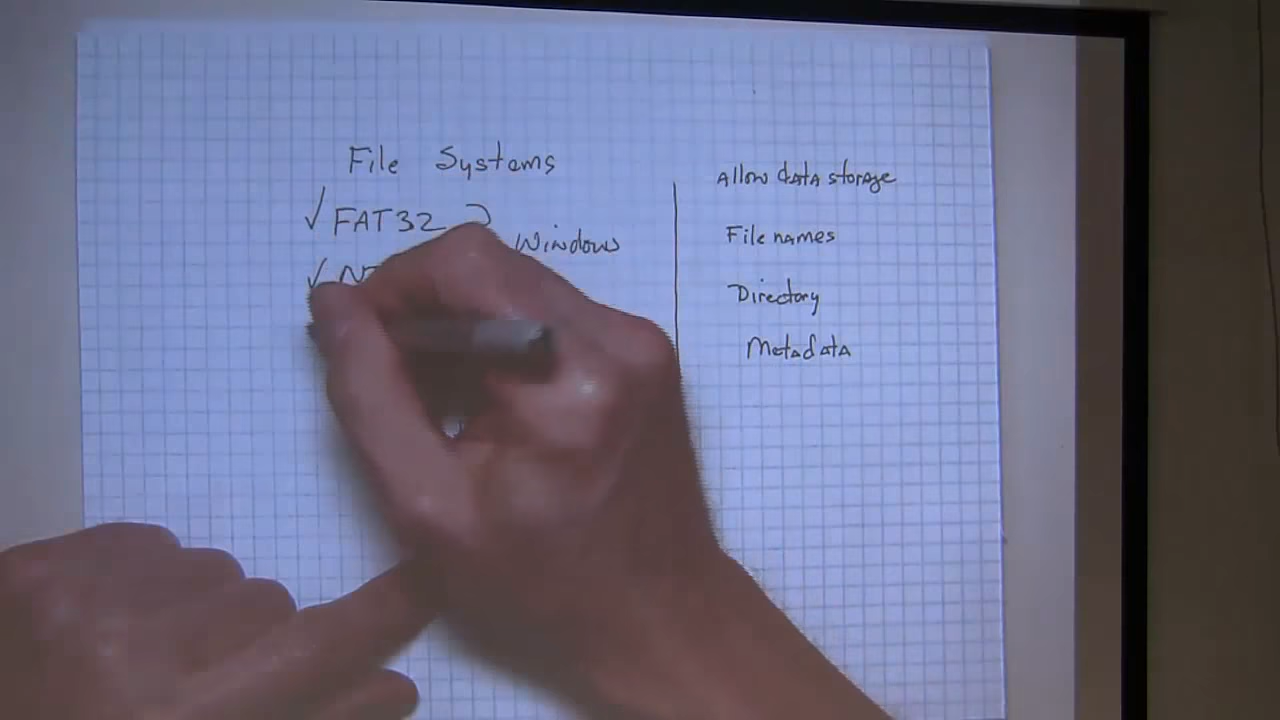 File Systems
FAT32
Windows
Allow data storage
File names
Directory
Metadata